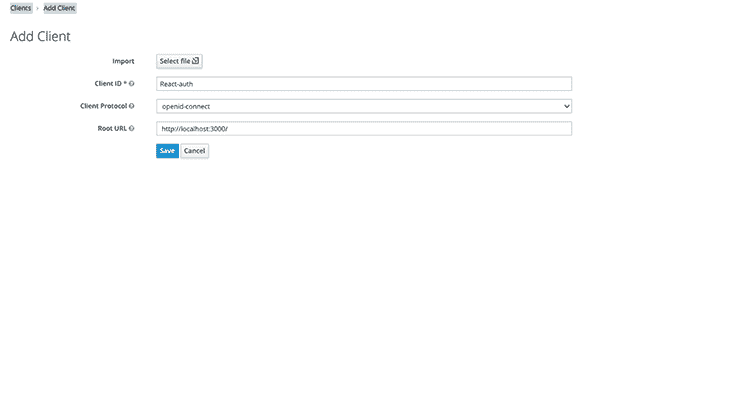 Clients > Add Client
Add Client
Import Select file
Client ID * React-auth
Client Protocol openid-connect
Root URL http://localhost:3000/
Save Cancel